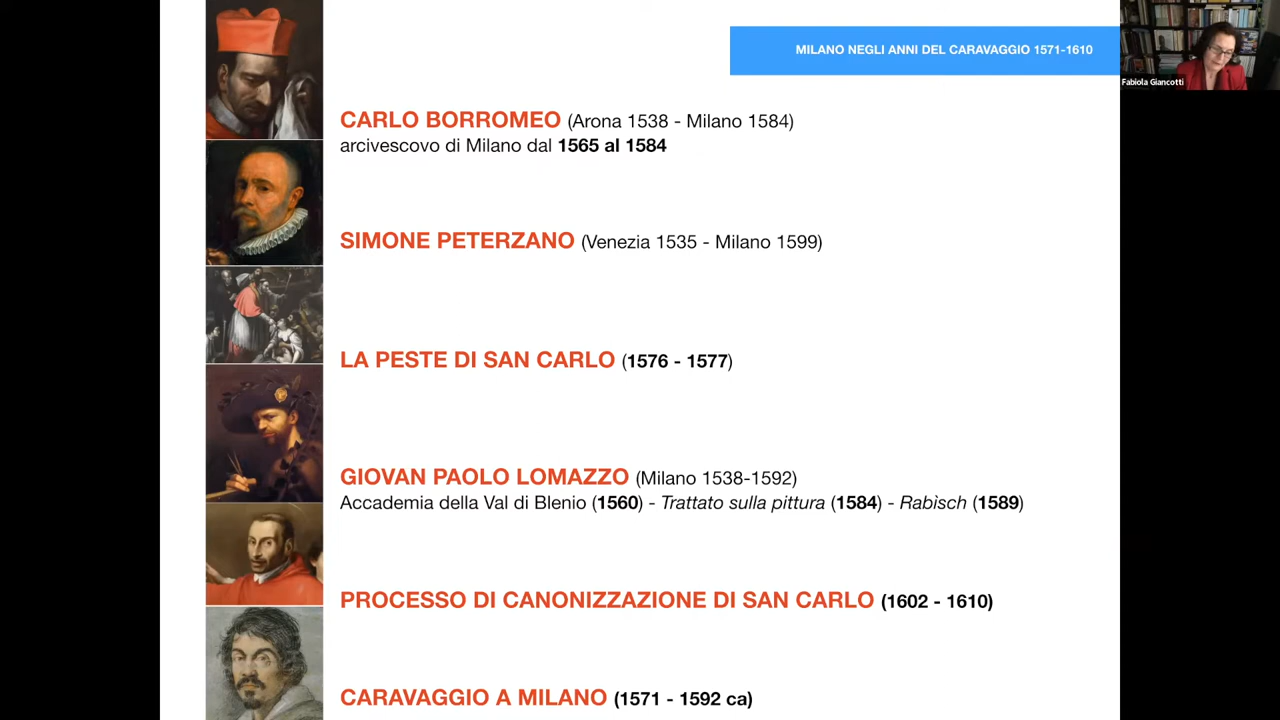 MILANO NEGLI ANNI DEL CARAVAGGIO 1571-1610
Fabiola Giancotti
CARLO BORROMEO (Arona 1538 - Milano 1584)
arcivescovo di Milano dal 1565 al 1584
SIMONE PETERZANO (Venezia 1535 - Milano 1599)
LA PESTE DI SAN CARLO (1576 - 1577)
GIOVAN PAOLO LOMAZZO (Milano 1538-1592)
Accademia della Val di Blenio (1560) - Trattato sulla pittura (1584) - Rabìsch (1589)
PROCESSO DI CANONIZZAZIONE DI SAN CARLO (1602 - 1610)
CARAVAGGIO A MILANO (1571 - 1592 ca)